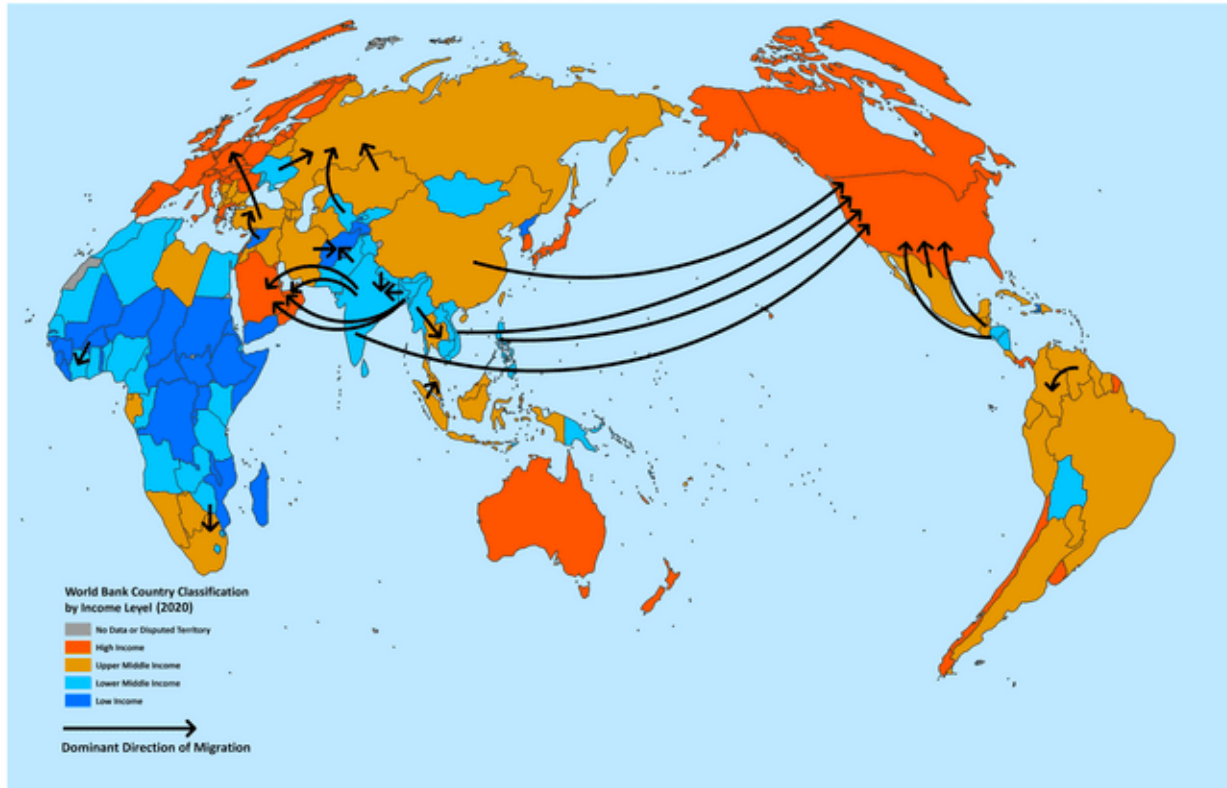 World Bank Country Classification
by Income Leyel (2020)
No Data or Disputed Territory
High Income
Upper Middle Income
Lower Middle Income
Low Income
Dominant Direction of Migration